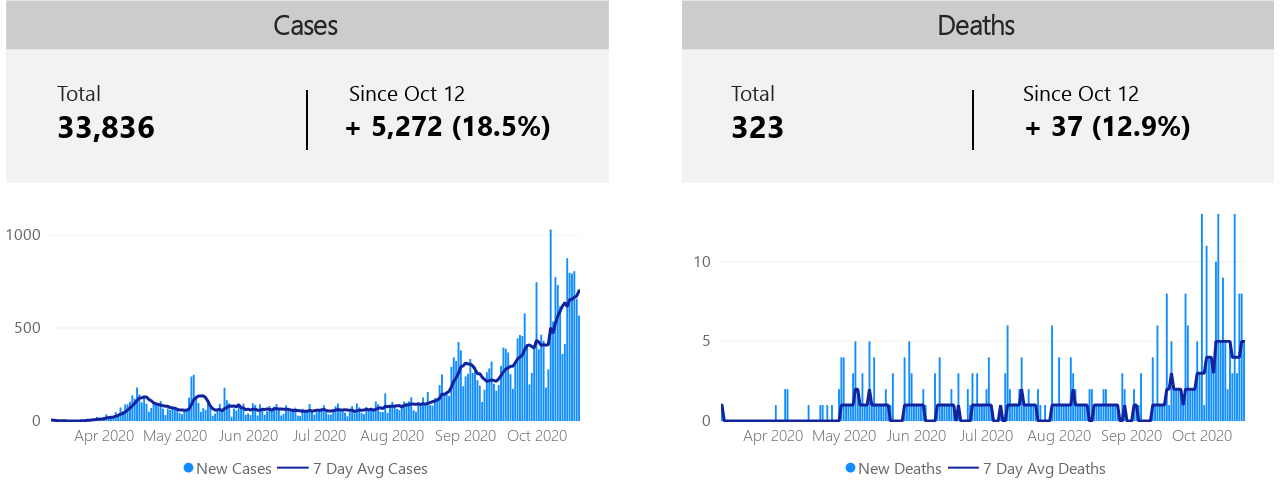 Cases
Total
33,836
Since Oct 12
+ 5,272 (18.5%)
1000
500
0
Apr 2020 May 2020 Jun 2020 Jul 2020 Aug 2020 Sep 2020 Oct 2020
New Cases 7 Day Avg Cases
Deaths
Total
323
Since Oct 12
+ 37 (12.9%)
10
5
0
Apr 2020 May 2020 Jun 2020 Jul 2020 Aug 2020 Sep 2020 Oct 2020
New Deaths 7 Day Avg Deaths